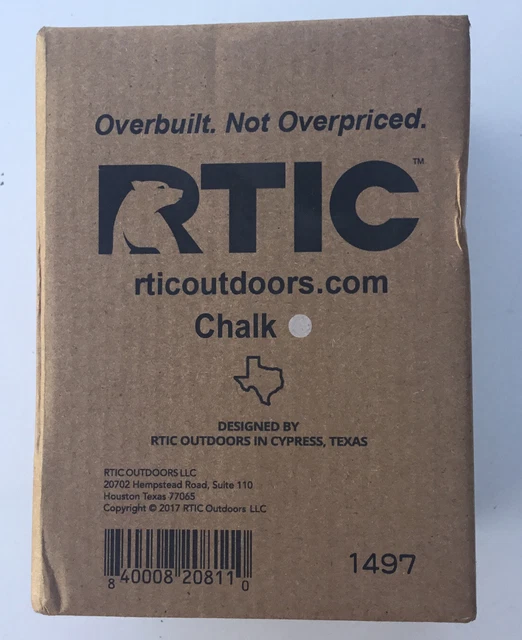 Overbuilt. Not Overpriced.
RTIC™
rticoutdoors.com
Chalk
DESIGNED BY
RTIC OUTDOORS IN CYPRESS, TEXAS
RTIC OUTDOORS LLC
20702 Hempstead Road, Suite 110
Houston Texas 77065
Copyright © 2017 RTIC Outdoors LLC
8 40008 20811 0
1497